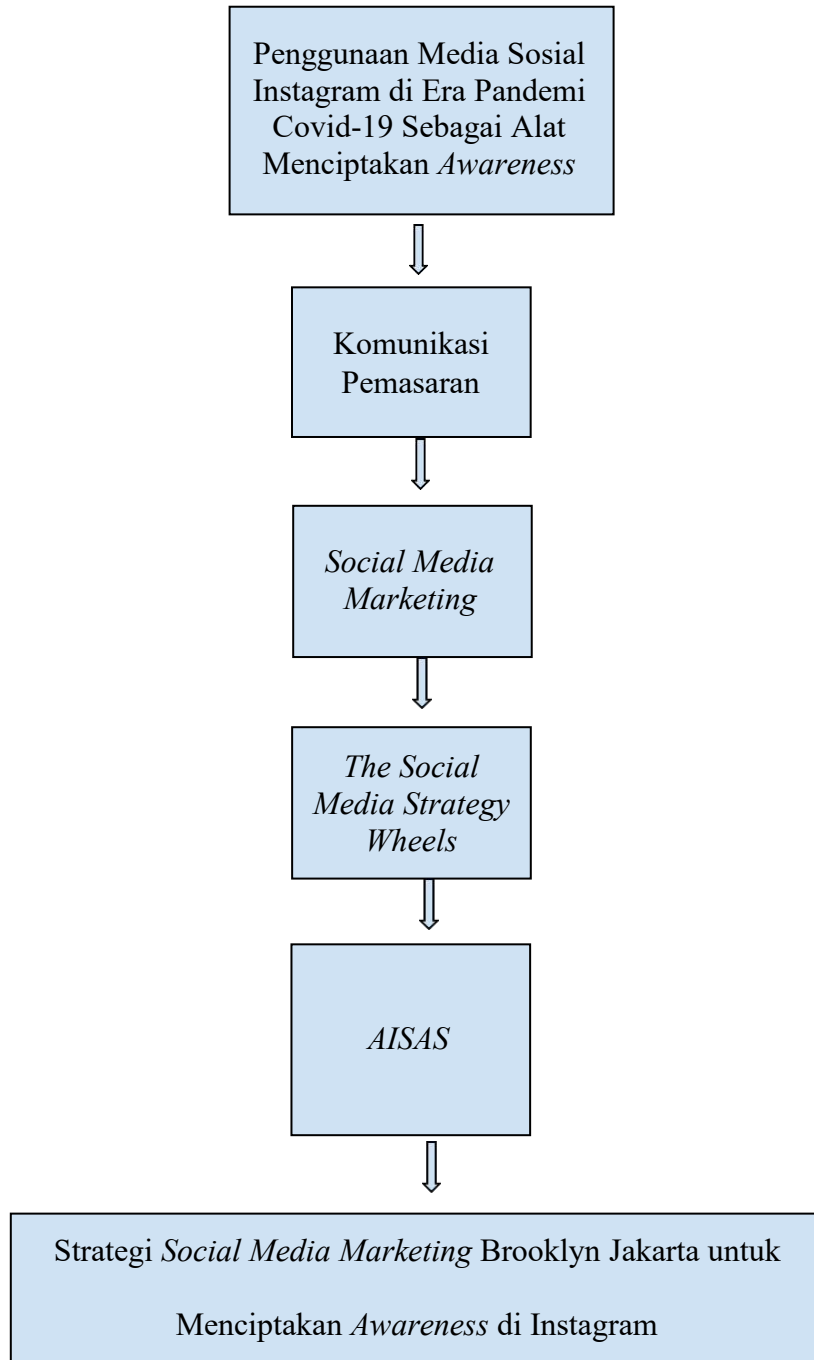 Penggunaan Media Sosial
Instagram di Era Pandemi
Covid-19 Sebagai Alat
Menciptakan Awareness
Komunikasi
Pemasaran
Social Media
Marketing
The Social
Media Strategy
Wheels
AISAS
Strategi Social Media Marketing Brooklyn Jakarta untuk
Menciptakan Awareness di Instagram